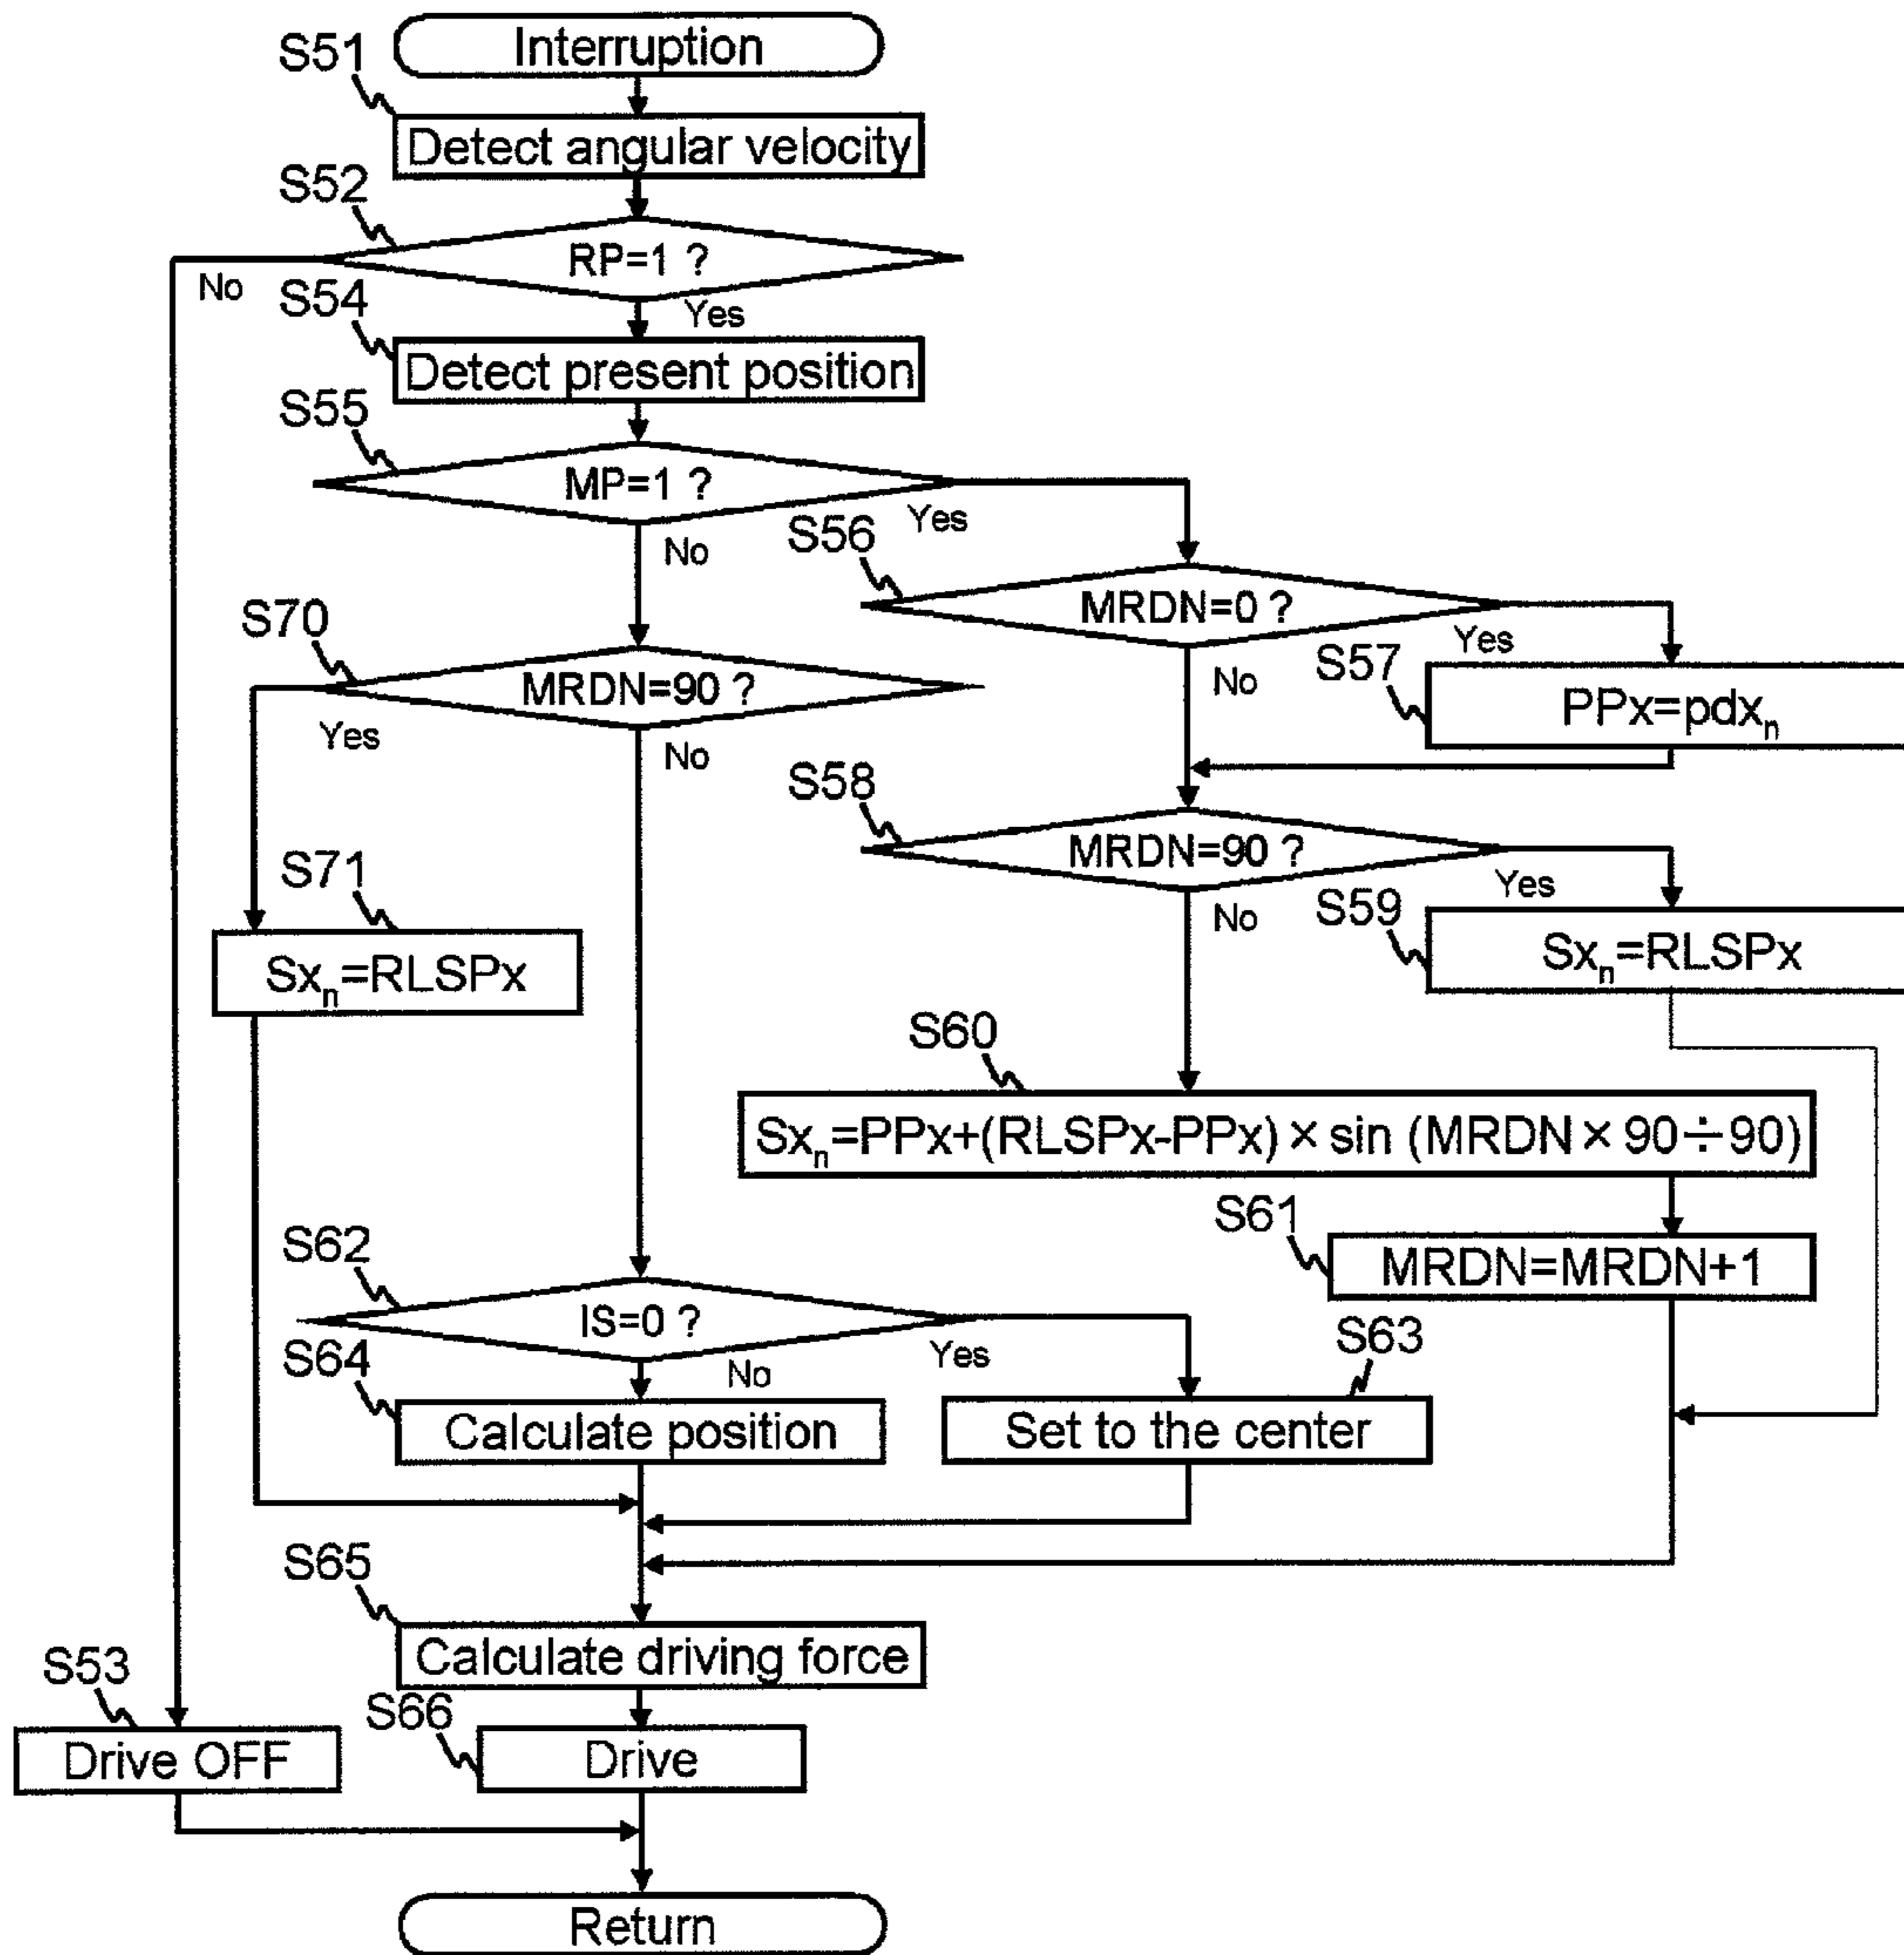 Interruption
S51
Detect angular velocity
S52
RP=1 ?
No
Yes
S54
Detect present position
S55
MP=1 ?
Yes
No
S56
MRDN=0 ?
Yes
No
S57
PPx=pdxn
S70
MRDN=90 ?
Yes
No
S58
MRDN=90 ?
Yes
No
S59
Sxn=RLSPx
S71
Sxn=RLSPx
S60
Sxn=PPx+(RLSPx-PPx)×sin (MRDN×90÷90)
S61
MRDN=MRDN+1
S62
IS=0 ?
Yes
No
S63
Set to the center
S64
Calculate position
S65
Calculate driving force
S53
Drive OFF
S66
Drive
Return